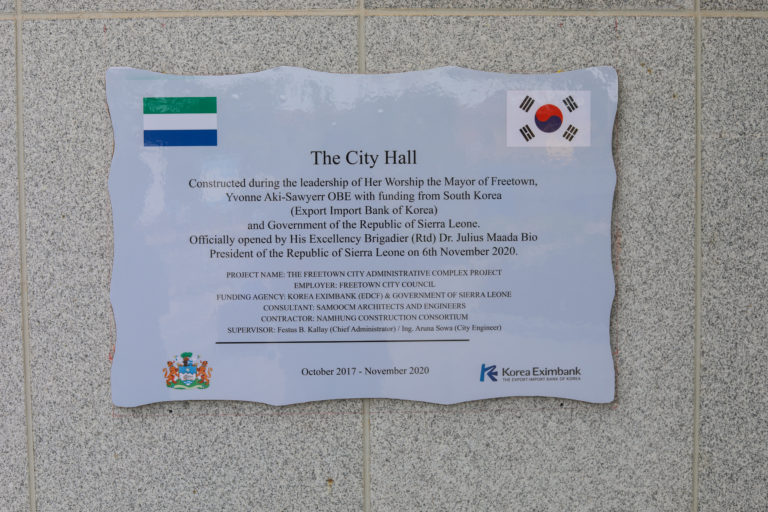 The City Hall
Constructed during the leadership of Her Worship the Mayor of Freetown,
Yvonne Aki-Sawyerr OBE with funding from South Korea
(Export Import Bank of Korea)
and Government of the Republic of Sierra Leone.
Officially opened by His Excellency Brigadier (Rtd) Dr. Julius Maada Bio
President of the Republic of Sierra Leone on 6th November 2020.
PROJECT NAME: THE FREETOWN CITY ADMINISTRATIVE COMPLEX PROJECT
EMPLOYER: FREETOWN CITY COUNCIL
FUNDING AGENCY: KOREA EXIMBANK (EDCF) & GOVERNMENT OF SIERRA LEONE
CONSULTANT: SAMOOCM ARCHITECTS AND ENGINEERS
CONTRACTOR: NAMHUNG CONSTRUCTION CONSORTIUM
SUPERVISOR: Festus B. Kallay (Chief Administrator) / Ing. Aruna Sowa (City Engineer)
October 2017 - November 2020
Korea Eximbank
THE EXPORT-IMPORT BANK OF KOREA